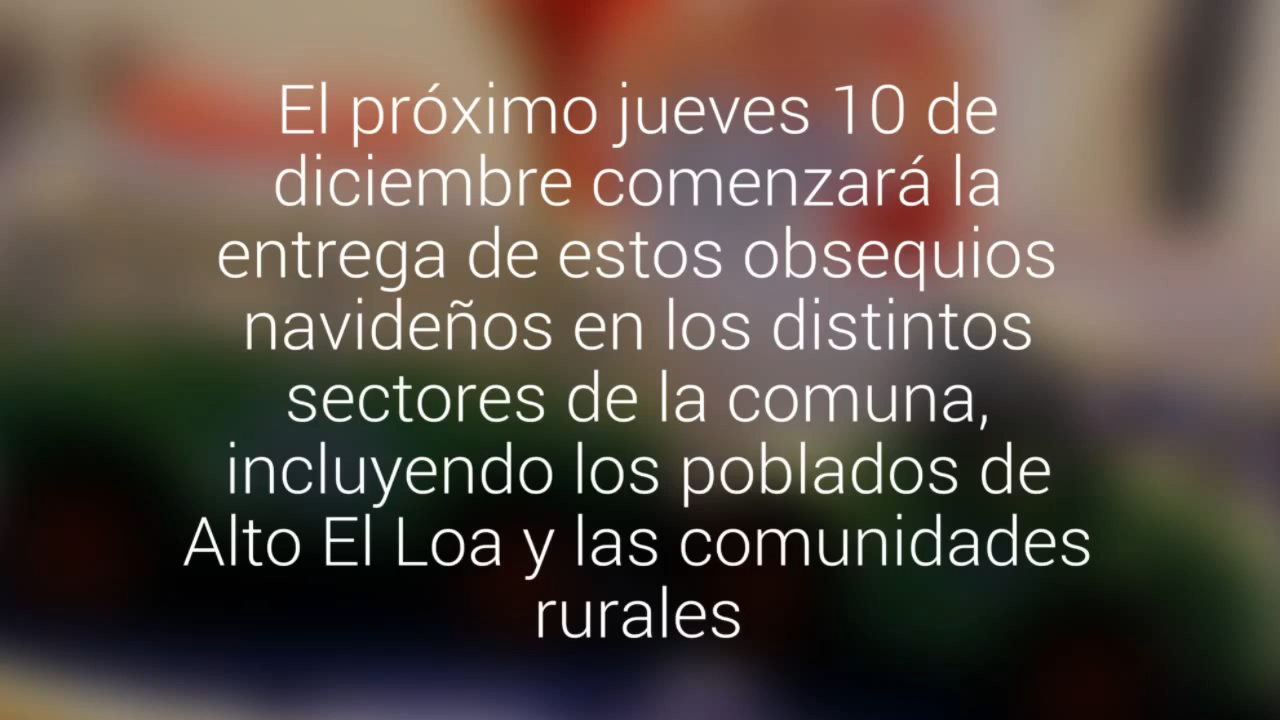 El próximo jueves 10 de
diciembre comenzará la
entrega de estos obsequios
navideños en los distintos
sectores de la comuna,
incluyendo los poblados de
Alto El Loa y las comunidades
rurales